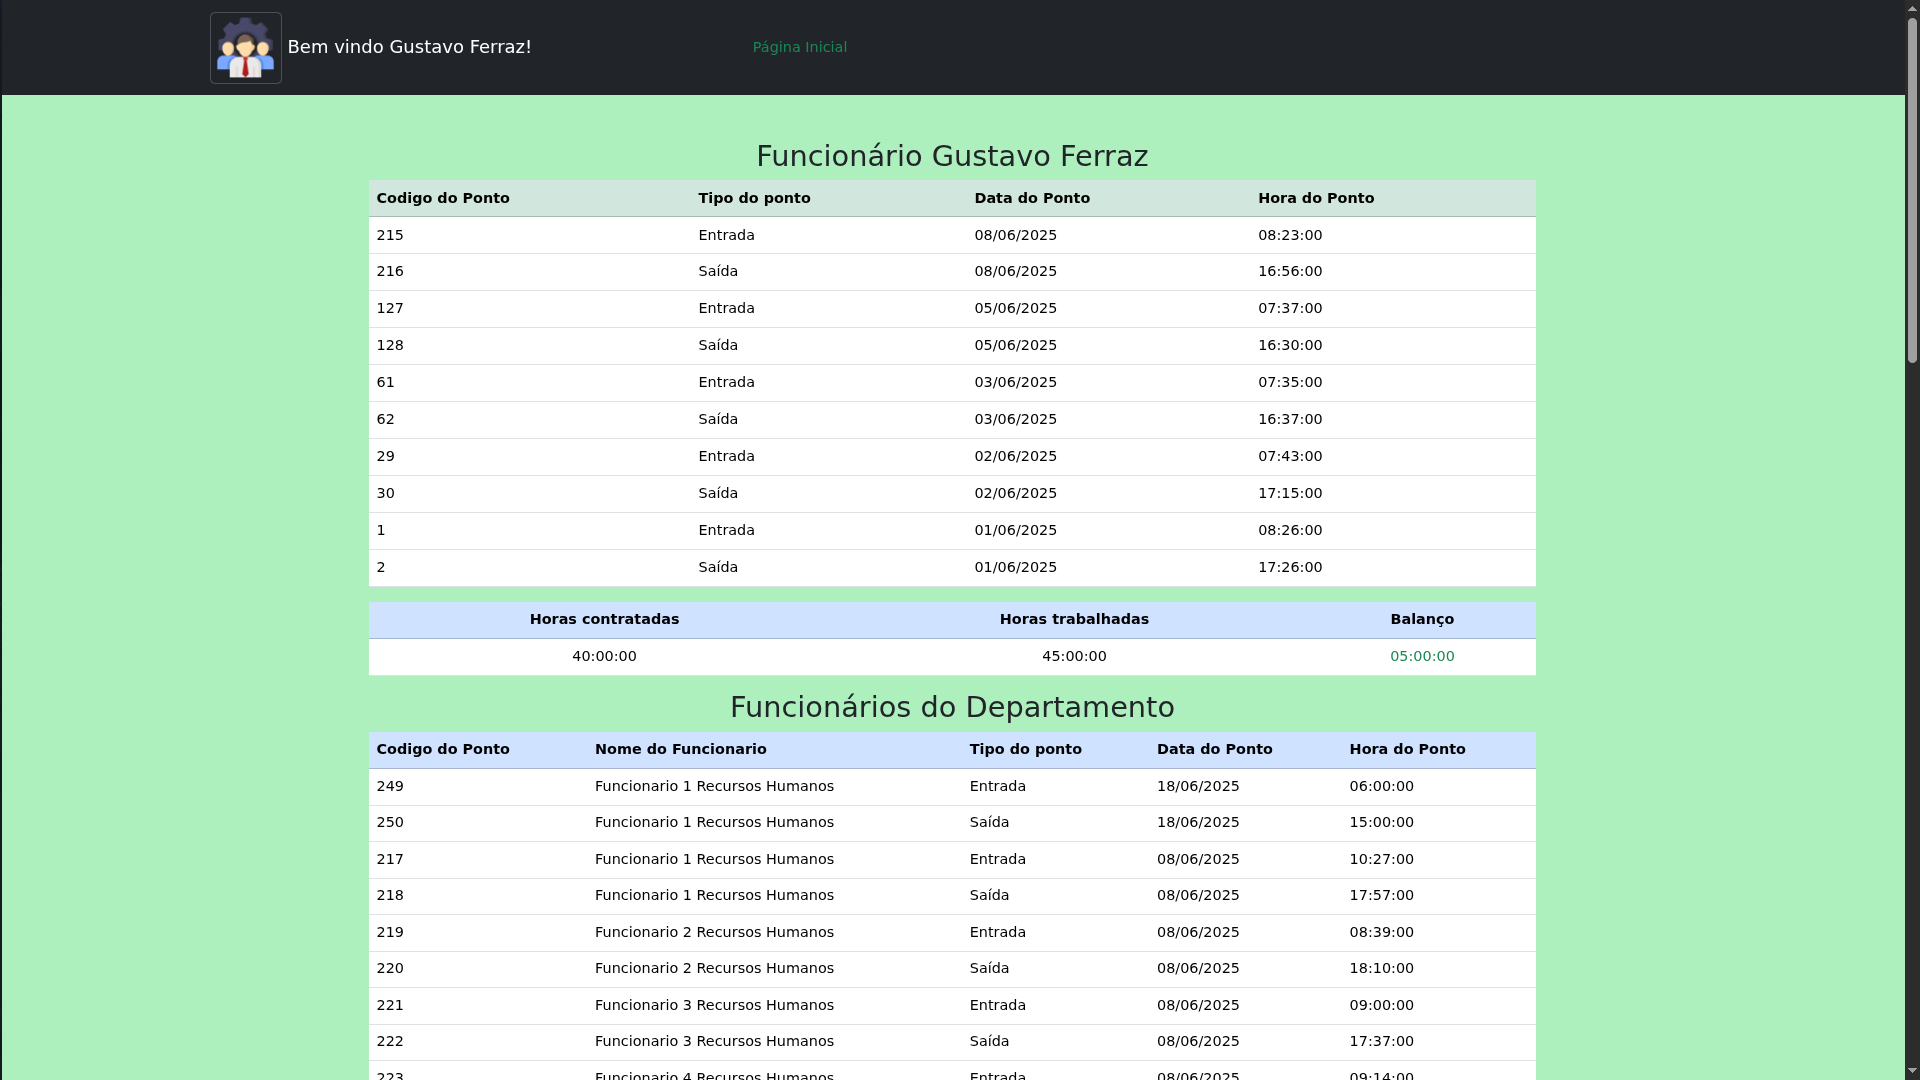 Bem vindo Gustavo Ferraz! Página Inicial
Funcionário Gustavo Ferraz
Codigo do Ponto Tipo do ponto Data do Ponto Hora do Ponto
215 Entrada 08/06/2025 08:23:00
216 Saída 08/06/2025 16:56:00
127 Entrada 05/06/2025 07:37:00
128 Saída 05/06/2025 16:30:00
61 Entrada 03/06/2025 07:35:00
62 Saída 03/06/2025 16:37:00
29 Entrada 02/06/2025 07:43:00
30 Saída 02/06/2025 17:15:00
1 Entrada 01/06/2025 08:26:00
2 Saída 01/06/2025 17:26:00
Horas contratadas Horas trabalhadas Balanço
40:00:00 45:00:00 05:00:00
Funcionários do Departamento
Codigo do Ponto Nome do Funcionario Tipo do ponto Data do Ponto Hora do Ponto
249 Funcionario 1 Recursos Humanos Entrada 18/06/2025 06:00:00
250 Funcionario 1 Recursos Humanos Saída 18/06/2025 15:00:00
217 Funcionario 1 Recursos Humanos Entrada 08/06/2025 10:27:00
218 Funcionario 1 Recursos Humanos Saída 08/06/2025 17:57:00
219 Funcionario 2 Recursos Humanos Entrada 08/06/2025 08:39:00
220 Funcionario 2 Recursos Humanos Saída 08/06/2025 18:10:00
221 Funcionario 3 Recursos Humanos Entrada 08/06/2025 09:00:00
222 Funcionario 3 Recursos Humanos Saída 08/06/2025 17:37:00
223 Funcionario 4 Recursos Humanos Entrada 08/06/2025 09:14:00